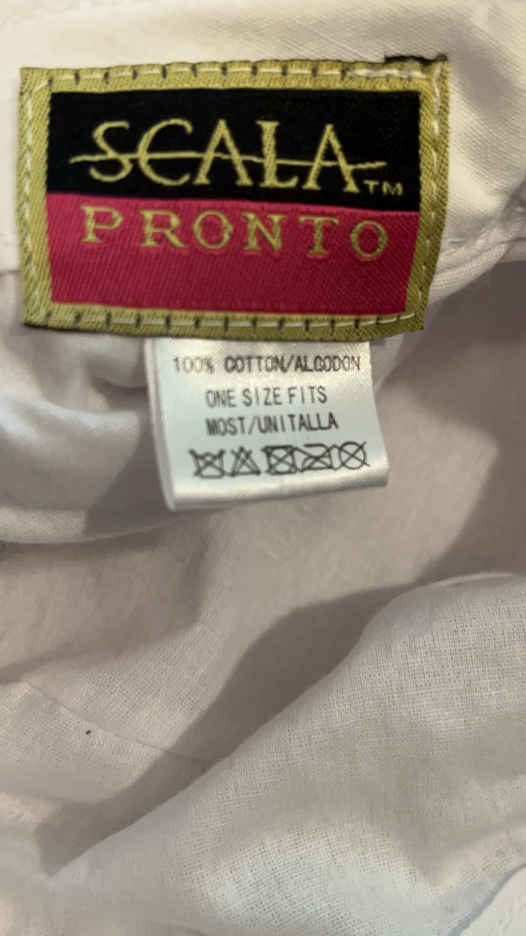 SCALA™
PRONTO
100% COTTON/ALGODON
ONE SIZE FITS
MOST/UNITALLA